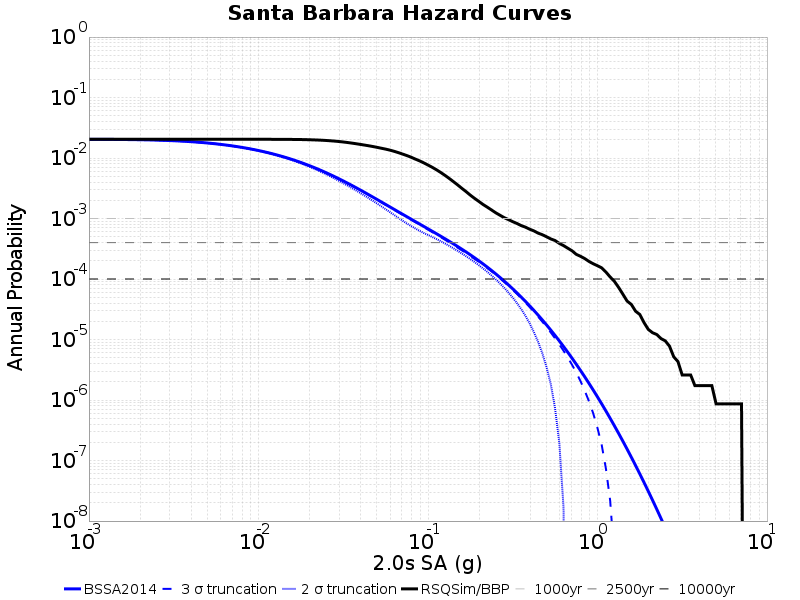 Santa Barbara Hazard Curves
Annual Probability
10^0
10^-1
10^-2
10^-3
10^-4
10^-5
10^-6
10^-7
10^-8
10^-3 10^-2 10^-1 10^0 10^1
2.0s SA (g)
BSSA2014 3 σ truncation 2 σ truncation RSQSim/BBP 1000yr 2500yr 10000yr